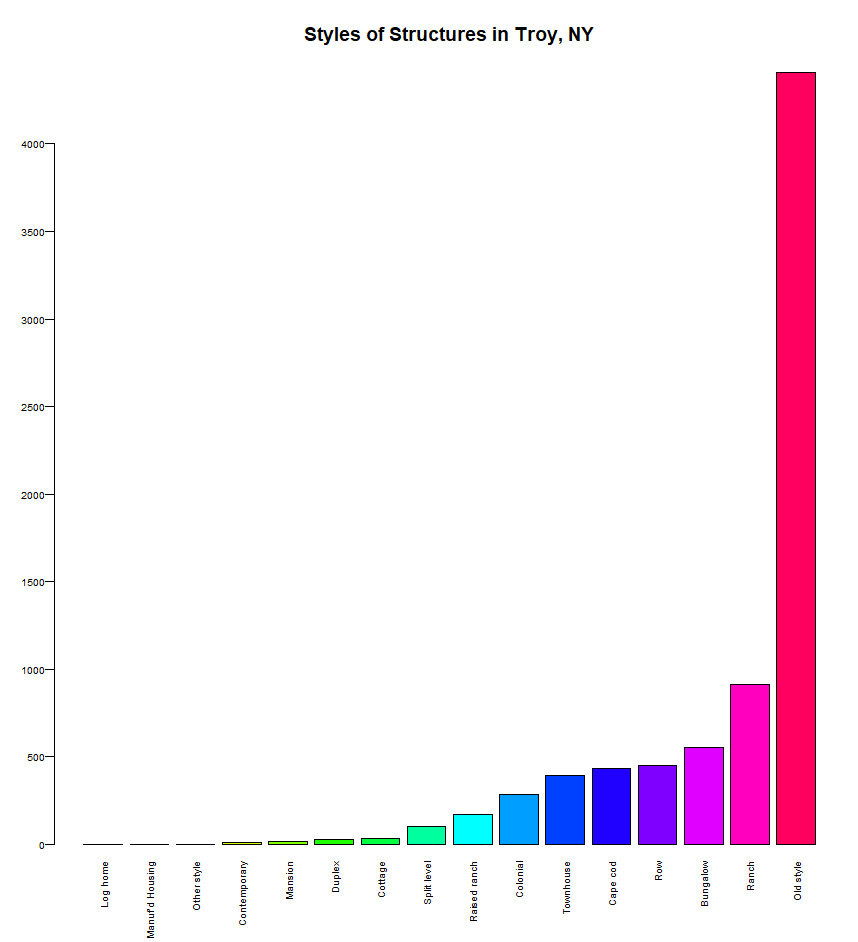 Styles of Structures in Troy, NY
4000
3500
3000
2500
2000
1500
1000
500
0
Log home
Manuf'd Housing
Other style
Contemporary
Mansion
Duplex
Cottage
Split level
Raised ranch
Colonial
Townhouse
Cape cod
Row
Bungalow
Ranch
Old style